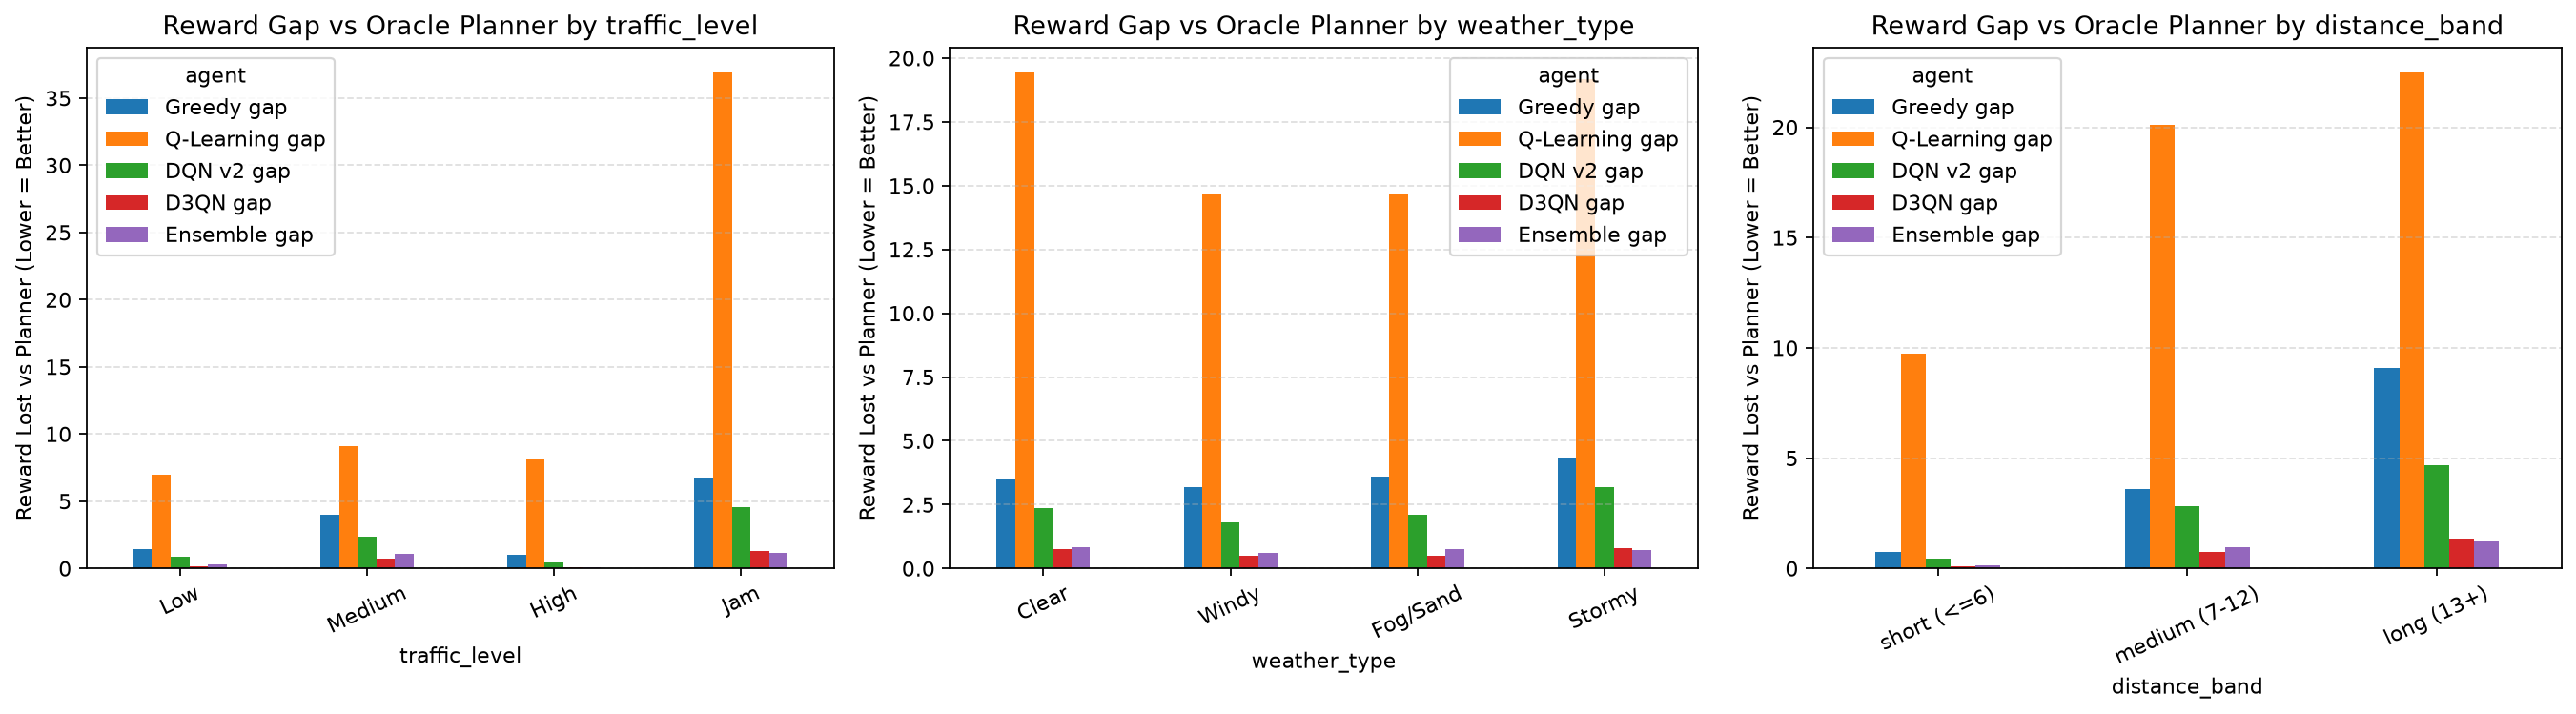 Reward Gap vs Oracle Planner by traffic_level
Reward Lost vs Planner (Lower = Better)
35
30
25
20
15
10
5
0
agent
Greedy gap
Q-Learning gap
DQN v2 gap
D3QN gap
Ensemble gap
Low
Medium
High
Jam
traffic_level
Reward Gap vs Oracle Planner by weather_type
Reward Lost vs Planner (Lower = Better)
20.0
17.5
15.0
12.5
10.0
7.5
5.0
2.5
0.0
agent
Greedy gap
Q-Learning gap
DQN v2 gap
D3QN gap
Ensemble gap
Clear
Windy
Fog/Sand
Stormy
weather_type
Reward Gap vs Oracle Planner by distance_band
Reward Lost vs Planner (Lower = Better)
20
15
10
5
0
agent
Greedy gap
Q-Learning gap
DQN v2 gap
D3QN gap
Ensemble gap
short (<=6)
medium (7-12)
long (13+)
distance_band